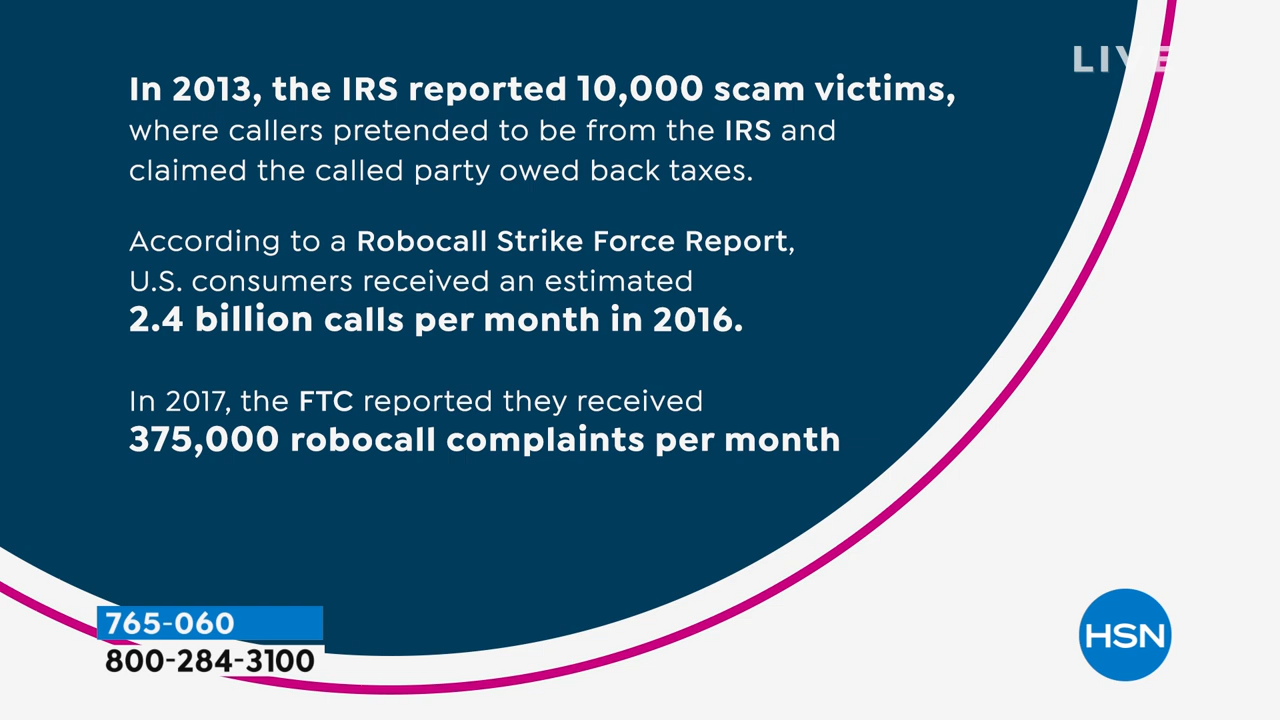 LIVE
In 2013, the IRS reported 10,000 scam victims,
where callers pretended to be from the IRS and
claimed the called party owed back taxes.
According to a Robocall Strike Force Report,
U.S. consumers received an estimated
2.4 billion calls per month in 2016.
In 2017, the FTC reported they received
375,000 robocall complaints per month
765-060
800-284-3100
HSN